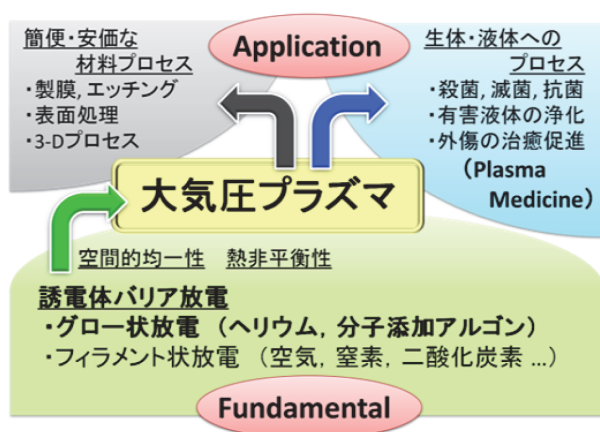 Application
簡便・安価な
材料プロセス
・製膜, エッチング
・表面処理
・3-Dプロセス
生体・液体への
プロセス
・殺菌, 滅菌, 抗菌
・有害液体の浄化
・外傷の治癒促進
(Plasma
Medicine)
大気圧プラズマ
空間的均一性 熱非平衡性
誘電体バリア放電
・グロー状放電 (ヘリウム, 分子添加アルゴン)
・フィラメント状放電 (空気, 窒素, 二酸化炭素 ...)
Fundamental